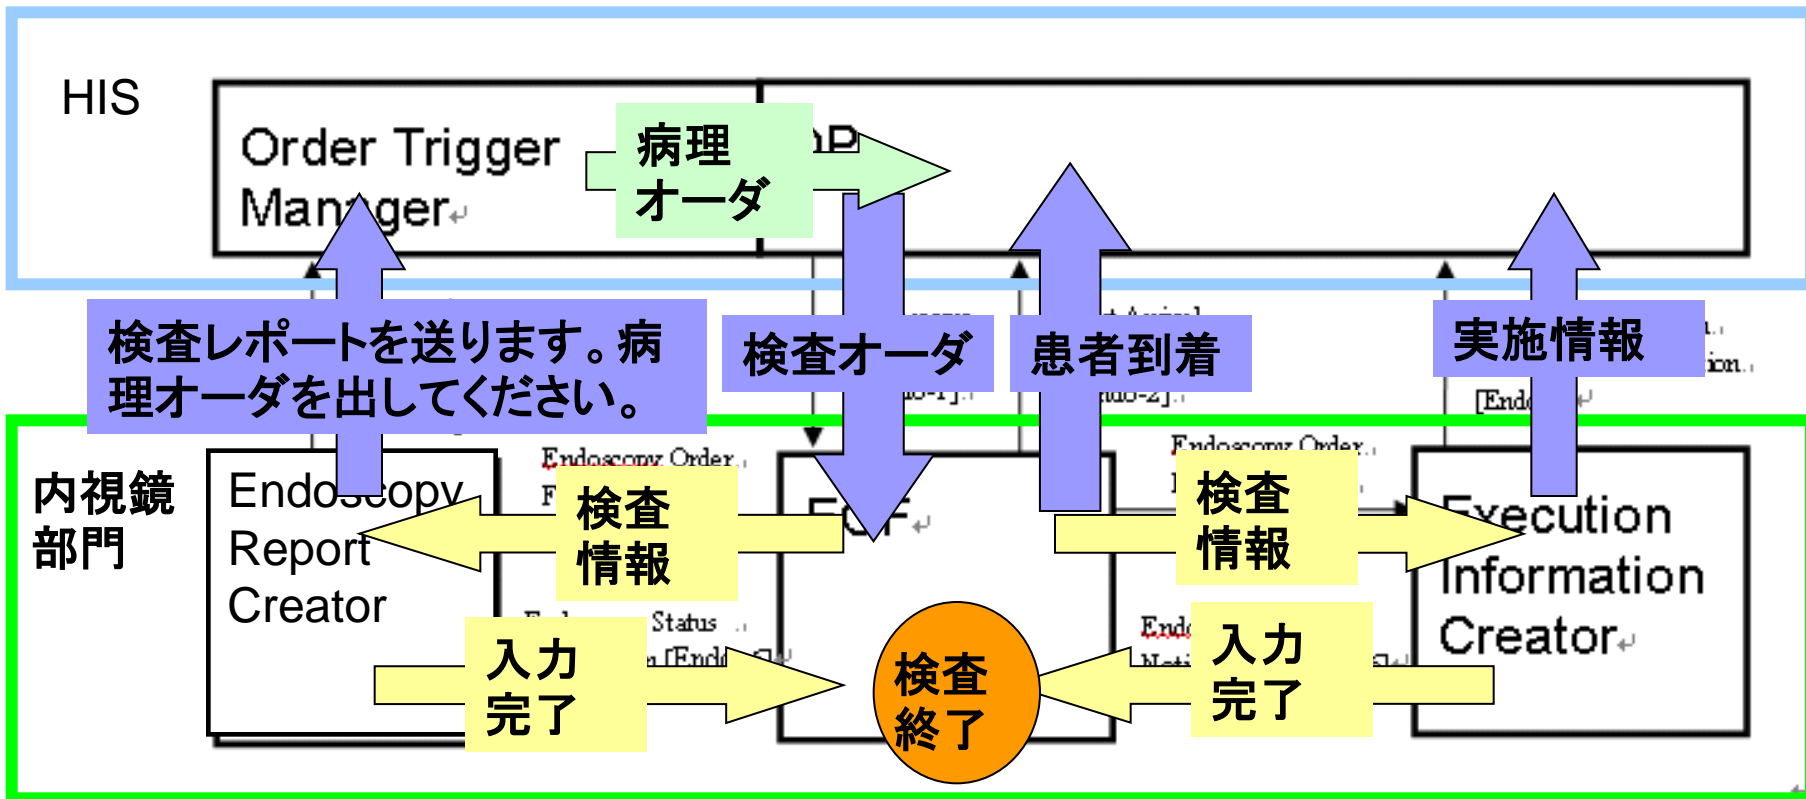 HIS
Order Trigger
Manager
病理
オーダ
OP
検査レポートを送ります。病
理オーダを出してください。
検査オーダ
患者到着
実施情報
[Endo
内視鏡
部門
Endoscopy
Report
Creator
Endoscopy Order
検査
情報
EOF
Endoscopy Order
検査
情報
Execution
Information
Creator
Status
入力
完了
検査
終了
入力
完了